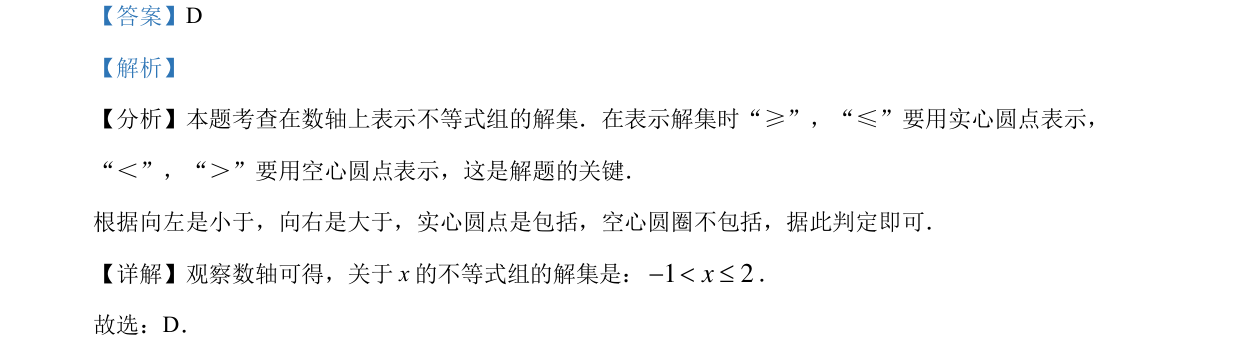 【答案】D
【解析】
【分析】本题考查在数轴上表示不等式组的解集．在表示解集时“≥”，“≤”要用实心圆点表示，
“＜”，“＞”要用空心圆点表示，这是解题的关键．
根据向左是小于，向右是大于，实心圆点是包括，空心圆圈不包括，据此判定即可．
【详解】观察数轴可得，关于 x 的不等式组的解集是：−1 < x ≤ 2．
故选：D．